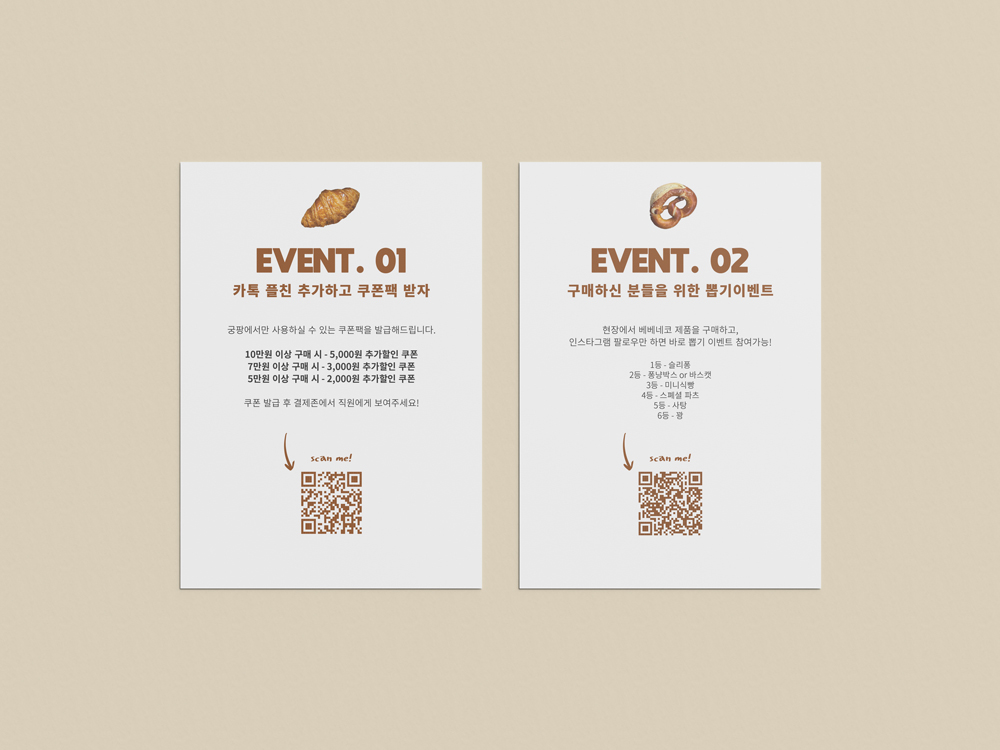 EVENT. 01
카톡 플친 추가하고 쿠폰팩 받자
궁팡에서만 사용하실 수 있는 쿠폰팩을 발급해드립니다.
10만원 이상 구매 시 - 5,000원 추가할인 쿠폰
7만원 이상 구매 시 - 3,000원 추가할인 쿠폰
5만원 이상 구매 시 - 2,000원 추가할인 쿠폰
쿠폰 발급 후 결제존에서 직원에게 보여주세요!
scan me!
EVENT. 02
구매하신 분들을 위한 뽑기이벤트
현장에서 베베네코 제품을 구매하고,
인스타그램 팔로우만 하면 바로 뽑기 이벤트 참여가능!
1등 - 슬리퐁
2등 - 퐁냥박스 or 바스캣
3등 - 미니식빵
4등 - 스페셜 파츠
5등 - 사탕
6등 - 꽝
scan me!